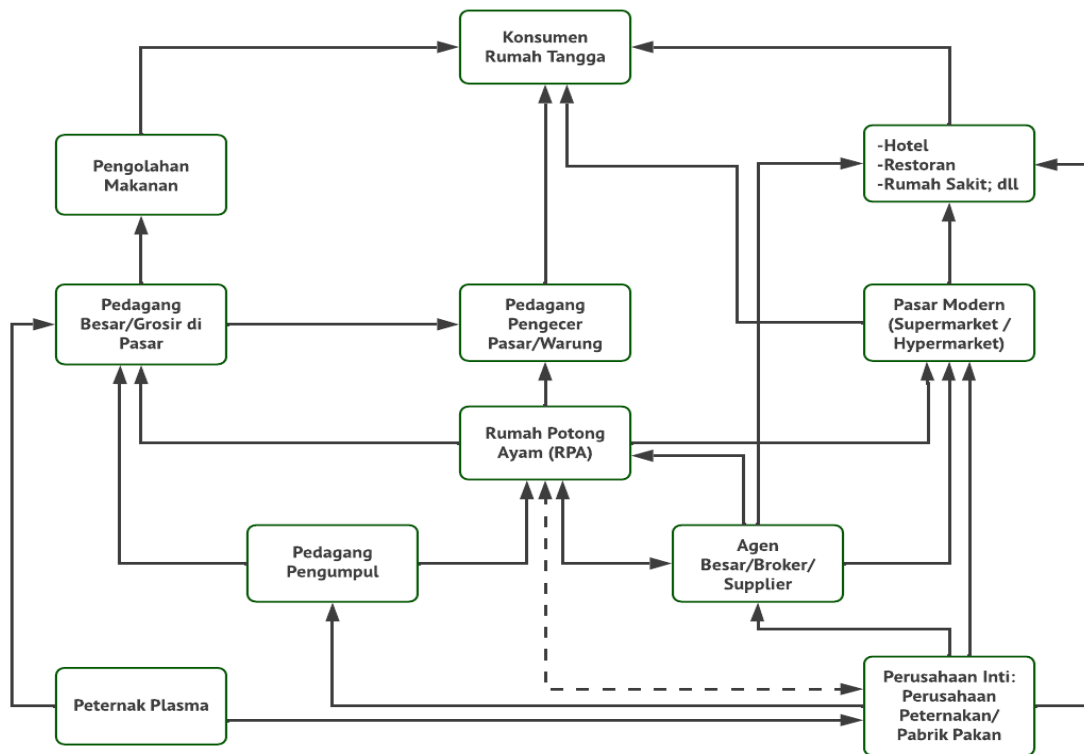 Konsumen
Rumah Tangga
Pengolahan
Makanan
-Hotel
-Restoran
-Rumah Sakit; dll
Pedagang
Besar/Grosir di
Pasar
Pedagang
Pengecer
Pasar/Warung
Pasar Modern
(Supermarket /
Hypermarket)
Rumah Potong
Ayam (RPA)
Pedagang
Pengumpul
Agen
Besar/Broker/
Supplier
Peternak Plasma
Perusahaan Inti:
Perusahaan
Peternakan/
Pabrik Pakan